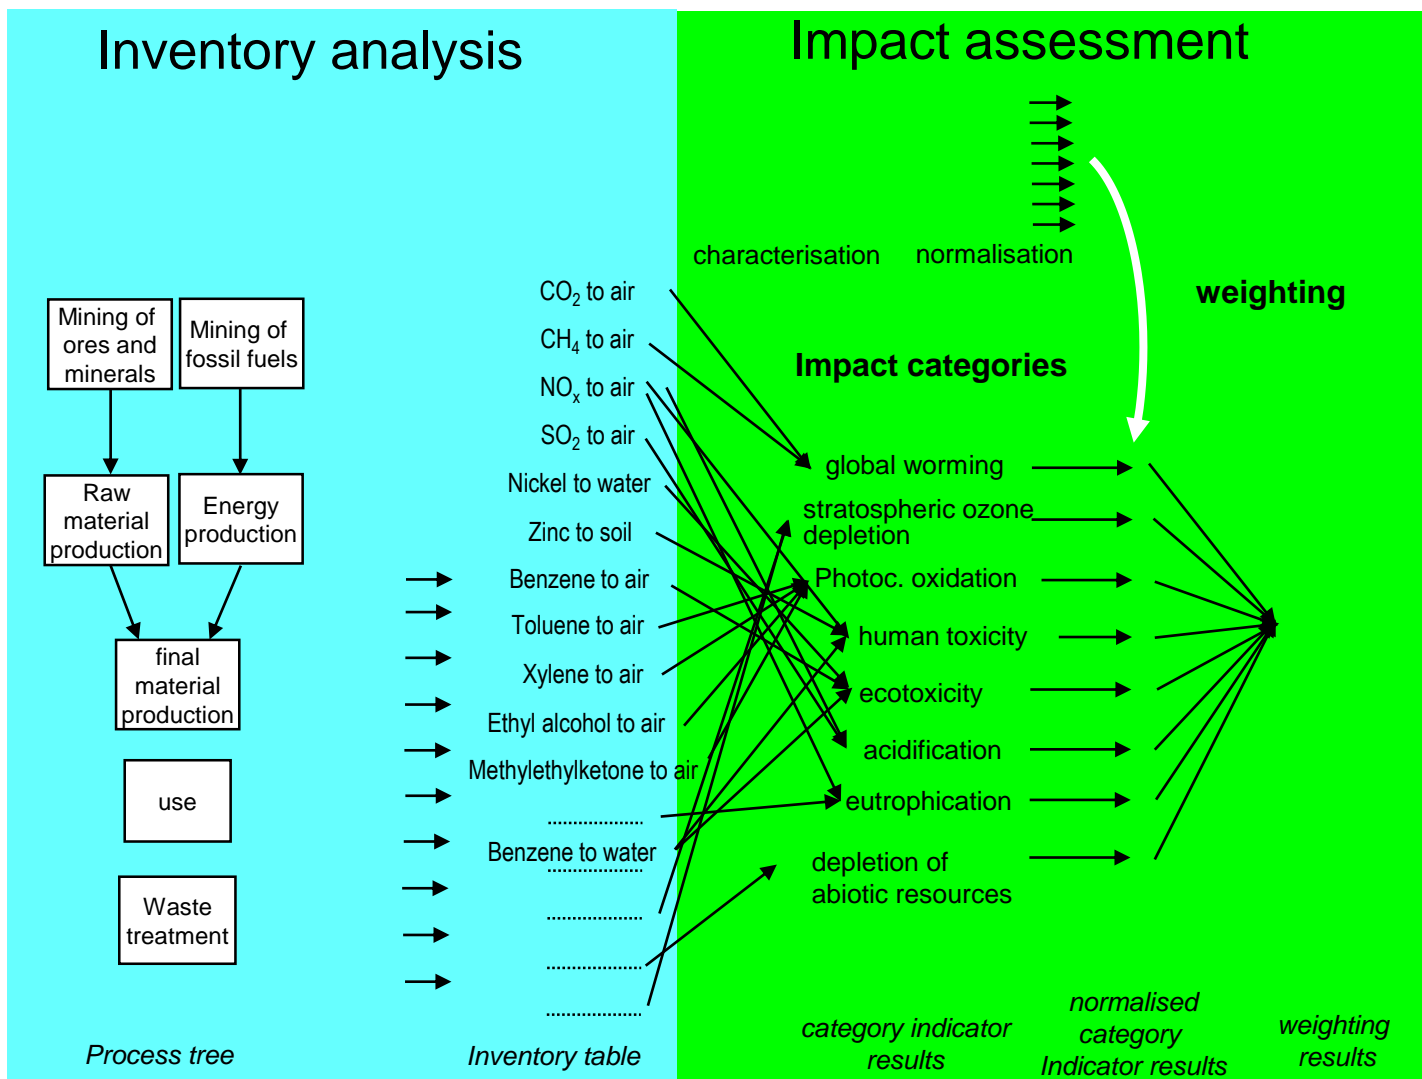 Inventory analysis
Impact assessment
characterisation
normalisation
weighting
Impact categories
Mining of
ores and
minerals
Mining of
fossil fuels
Raw
material
production
Energy
production
final
material
production
use
Waste
treatment
Process tree
CO2 to air
CH4 to air
NOx to air
SO2 to air
Nickel to water
Zinc to soil
Benzene to air
Toluene to air
Xylene to air
Ethyl alcohol to air
Methylethylketone to air
......................
Benzene to water
......................
......................
......................
......................
Inventory table
global worming
stratospheric ozone
depletion
Photoc. oxidation
human toxicity
ecotoxicity
acidification
eutrophication
depletion of
abiotic resources
category indicator
results
normalised
category
Indicator results
weighting
results